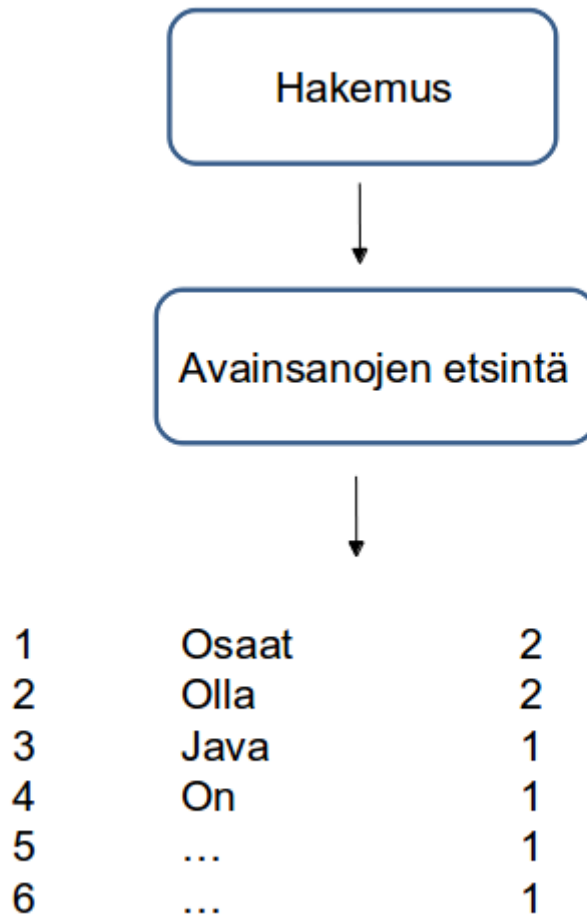 Hakemus
Avainsanojen etsintä
1 Osaat 2
2 Olla 2
3 Java 1
4 On 1
5 ... 1
6 ... 1